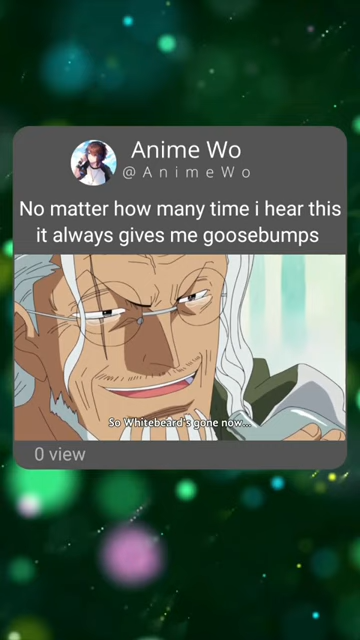 Anime Wo
@AnimeWo
No matter how many time i hear this
it always gives me goosebumps
So Whitebeard's gone now...
0 view